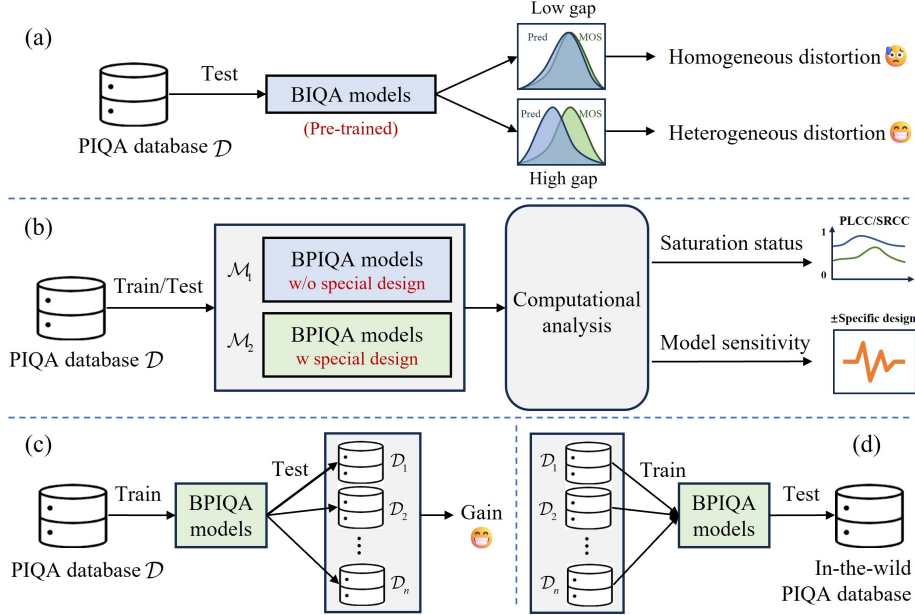 (a)
PIQA database 𝒟
Test
BIQA models
(Pre-trained)
Low gap
Pred
MOS
Pred
MOS
High gap
Homogeneous distortion
Heterogeneous distortion
(b)
PIQA database 𝒟
Train/Test
ℳ₁
BPIQA models
w/o special design
ℳ₂
BPIQA models
w special design
Computational
analysis
Saturation status
PLCC/SRCC
1
0
Model sensitivity
±Specific design
(c)
PIQA database 𝒟
Train
BPIQA
models
Test
𝒟₁
𝒟₂
⋮
𝒟ₙ
Gain
(d)
𝒟₁
𝒟₂
⋮
𝒟ₙ
Train
BPIQA
models
Test
In-the-wild
PIQA database